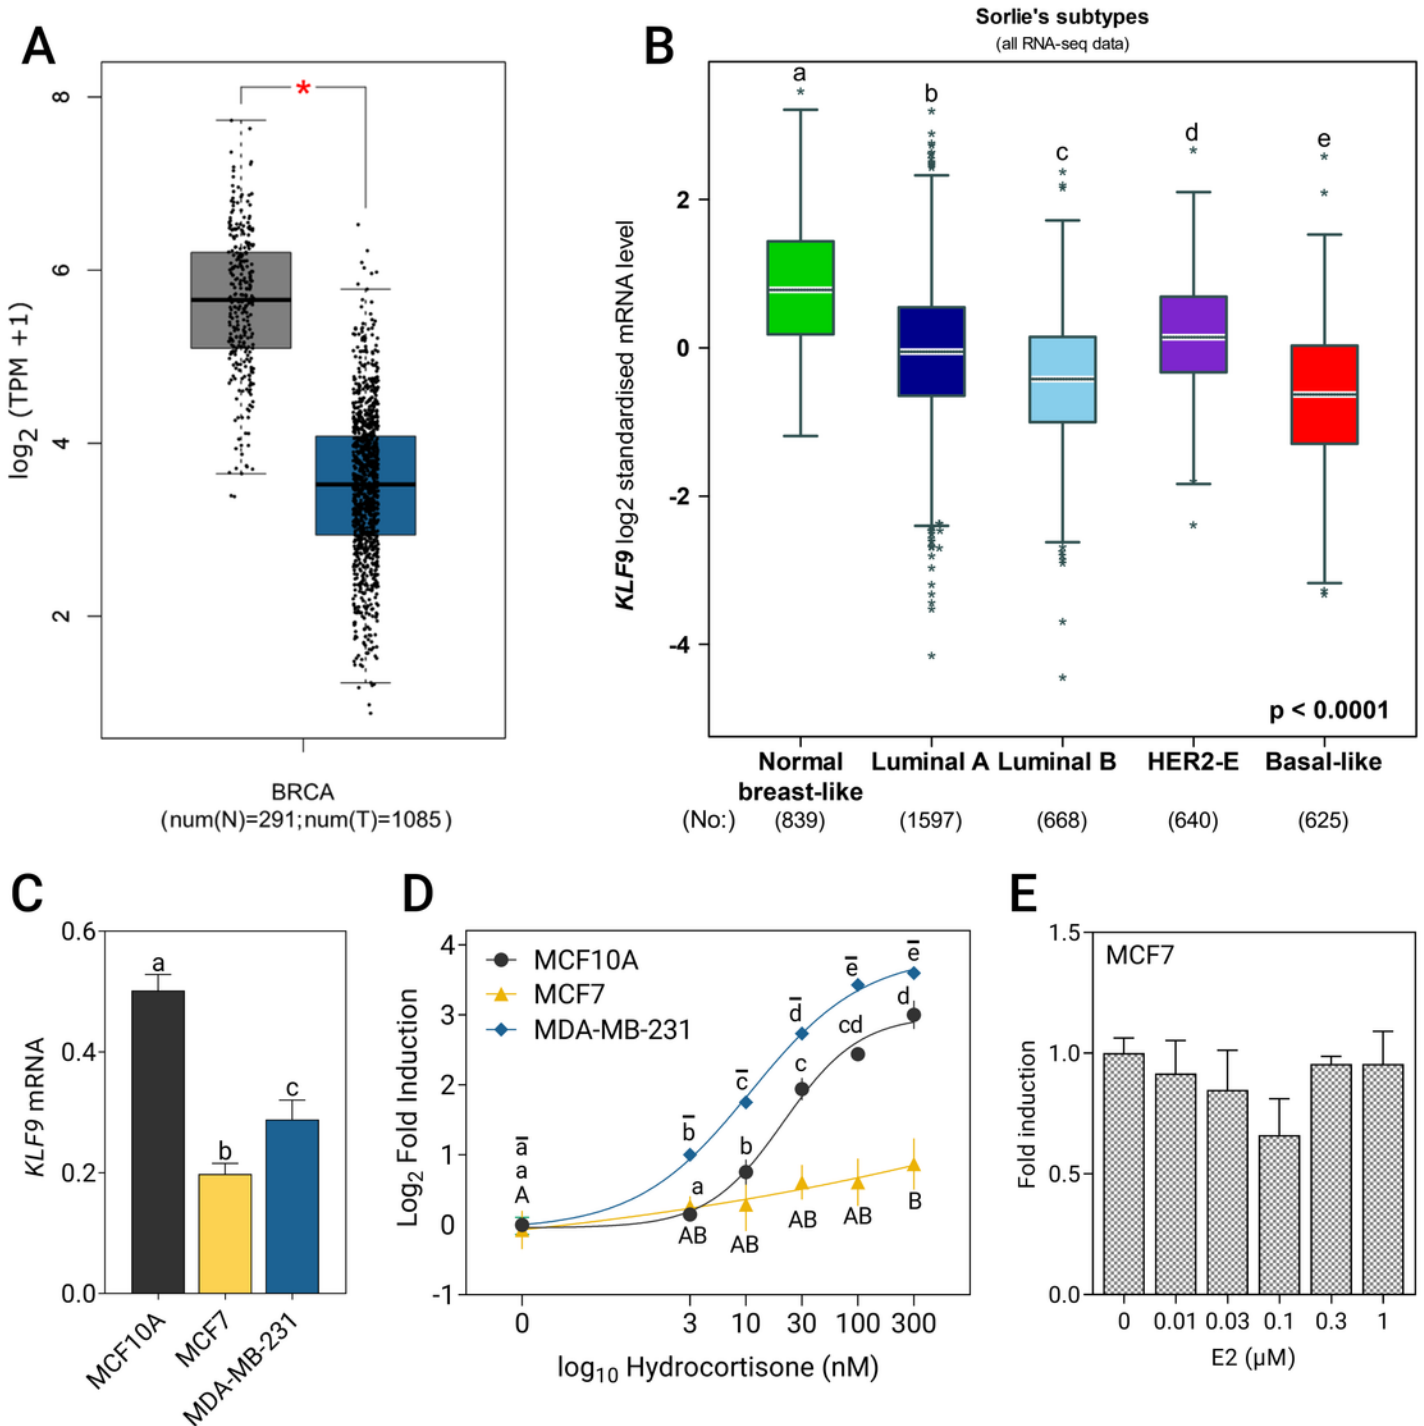 A
8
6
4
2
log2 (TPM +1)
*
BRCA
(num(N)=291;num(T)=1085)
B
Sorlie's subtypes
(all RNA-seq data)
KLF9 log2 standardised mRNA level
2
0
-2
-4
a
b
c
d
e
p < 0.0001
Normal breast-like
Luminal A
Luminal B
HER2-E
Basal-like
(No:)
(839)
(1597)
(668)
(640)
(625)
C
KLF9 mRNA
0.6
0.4
0.2
0.0
a
b
c
MCF10A
MCF7
MDA-MB-231
D
Log2 Fold Induction
4
3
2
1
0
-1
MCF10A
MCF7
MDA-MB-231
a̅
a
A
b̅
a
AB
c̅
b
AB
d̅
c
AB
e̅
cd
AB
e̅
d
B
0 3 10 30 100 300
log10 Hydrocortisone (nM)
E
Fold induction
1.5
1.0
0.5
0.0
MCF7
0 0.01 0.03 0.1 0.3 1
E2 (µM)